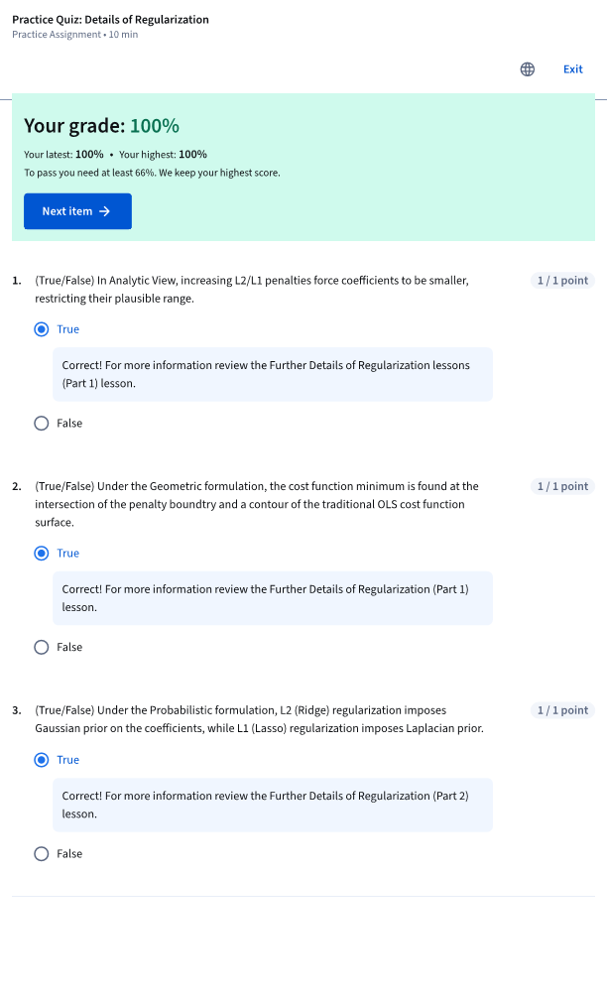 Practice Quiz: Details of Regularization
Practice Assignment • 10 min
Exit
Your grade: 100%
Your latest: 100% • Your highest: 100%
To pass you need at least 66%. We keep your highest score.
Next item →
1. (True/False) In Analytic View, increasing L2/L1 penalties force coefficients to be smaller, 1 / 1 point
restricting their plausible range.
True
Correct! For more information review the Further Details of Regularization lessons
(Part 1) lesson.
False
2. (True/False) Under the Geometric formulation, the cost function minimum is found at the 1 / 1 point
intersection of the penalty boundtry and a contour of the traditional OLS cost function
surface.
True
Correct! For more information review the Further Details of Regularization (Part 1)
lesson.
False
3. (True/False) Under the Probabilistic formulation, L2 (Ridge) regularization imposes 1 / 1 point
Gaussian prior on the coefficients, while L1 (Lasso) regularization imposes Laplacian prior.
True
Correct! For more information review the Further Details of Regularization (Part 2)
lesson.
False